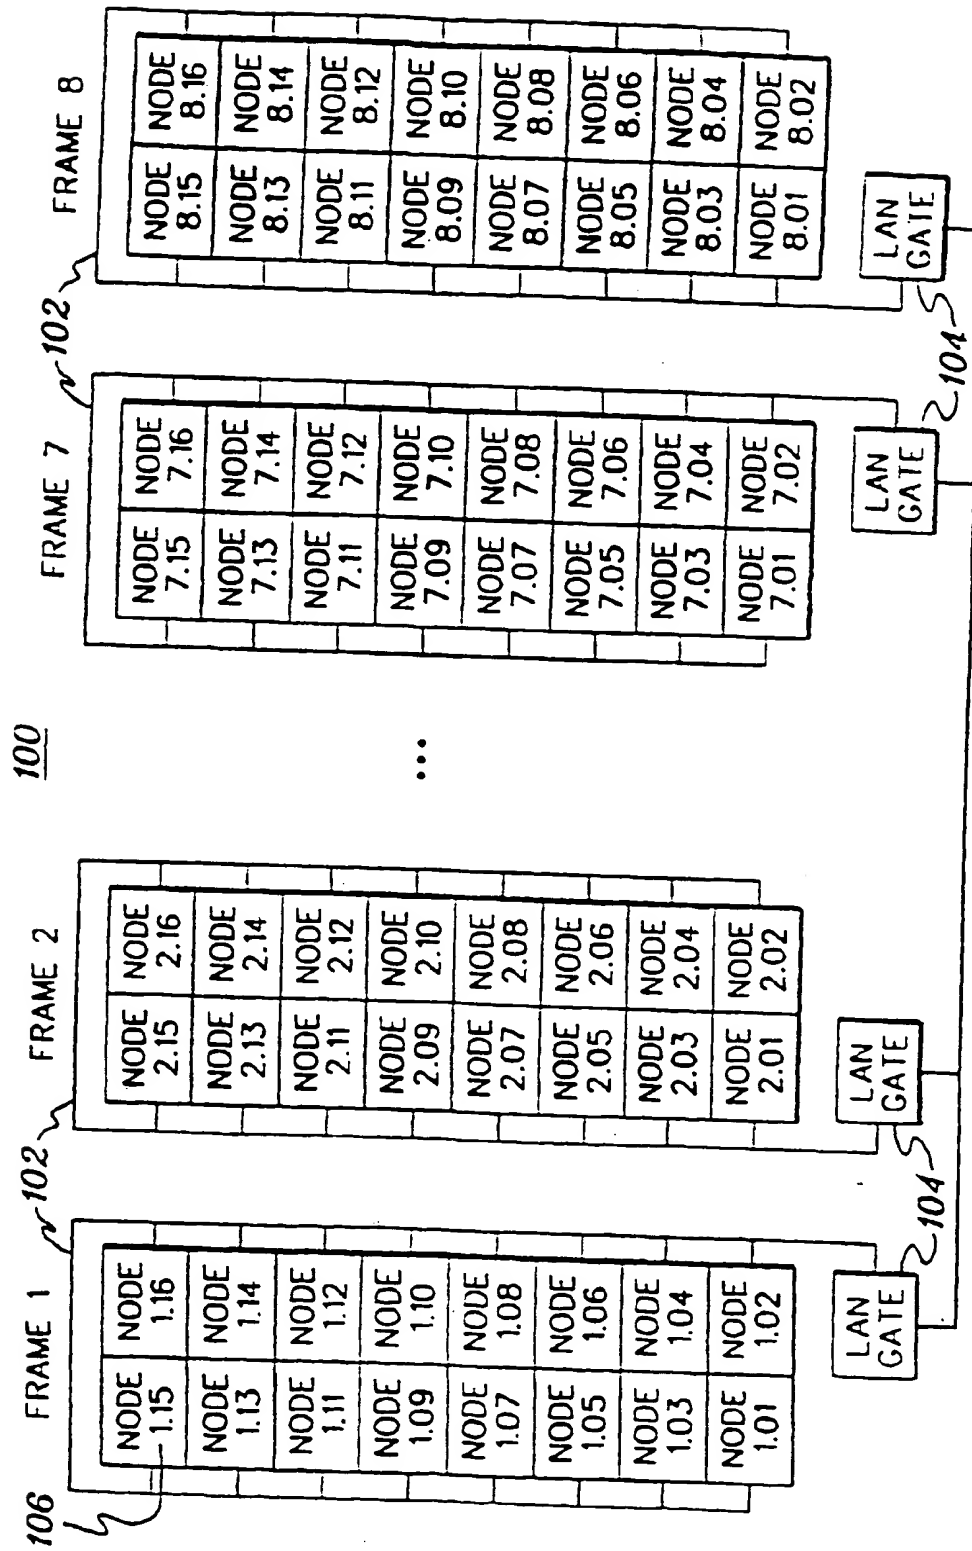 100
106
102
102
102
102
FRAME 1
NODE 1.15
NODE 1.16
NODE 1.13
NODE 1.14
NODE 1.11
NODE 1.12
NODE 1.09
NODE 1.10
NODE 1.07
NODE 1.08
NODE 1.05
NODE 1.06
NODE 1.03
NODE 1.04
NODE 1.01
NODE 1.02
LAN
GATE
104
FRAME 2
NODE 2.15
NODE 2.16
NODE 2.13
NODE 2.14
NODE 2.11
NODE 2.12
NODE 2.09
NODE 2.10
NODE 2.07
NODE 2.08
NODE 2.05
NODE 2.06
NODE 2.03
NODE 2.04
NODE 2.01
NODE 2.02
LAN
GATE
...
FRAME 7
NODE 7.15
NODE 7.16
NODE 7.13
NODE 7.14
NODE 7.11
NODE 7.12
NODE 7.09
NODE 7.10
NODE 7.07
NODE 7.08
NODE 7.05
NODE 7.06
NODE 7.03
NODE 7.04
NODE 7.01
NODE 7.02
LAN
GATE
104
FRAME 8
NODE 8.15
NODE 8.16
NODE 8.13
NODE 8.14
NODE 8.11
NODE 8.12
NODE 8.09
NODE 8.10
NODE 8.07
NODE 8.08
NODE 8.05
NODE 8.06
NODE 8.03
NODE 8.04
NODE 8.01
NODE 8.02
LAN
GATE